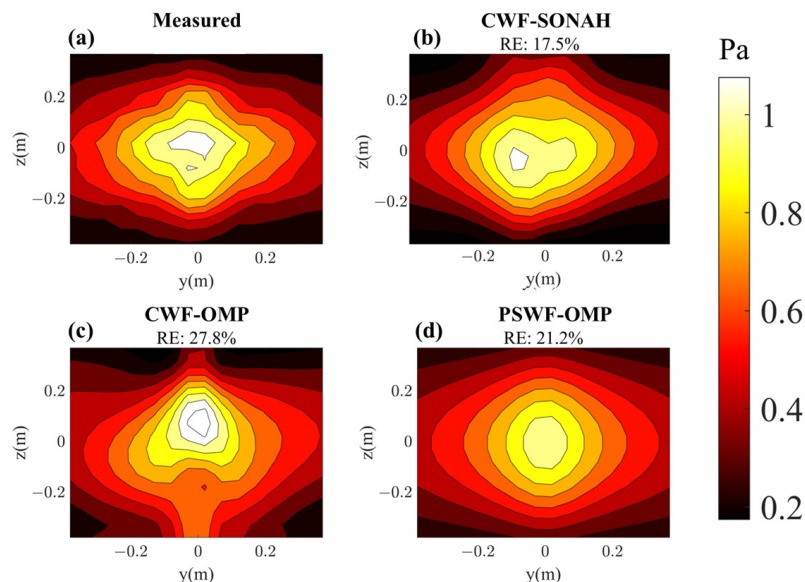 (a)
Measured
(b)
CWF-SONAH
RE: 17.5%
Pa
z(m)
0.2
0
−0.2
−0.2
0
0.2
y(m)
z(m)
0.2
0
−0.2
−0.2
0
0.2
y(m)
1
0.8
0.6
0.4
0.2
(c)
CWF-OMP
RE: 27.8%
(d)
PSWF-OMP
RE: 21.2%
z(m)
0.2
0
−0.2
−0.2
0
0.2
y(m)
z(m)
0.2
0
−0.2
−0.2
0
0.2
y(m)